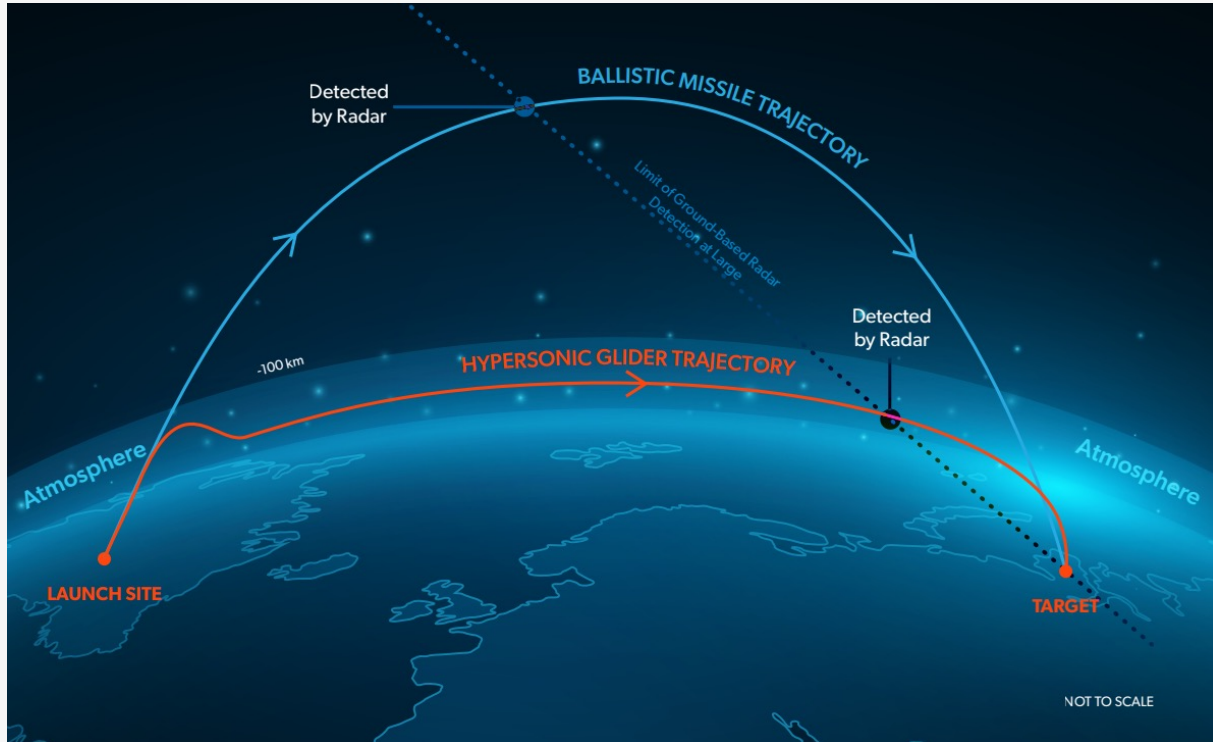 BALLISTIC MISSILE TRAJECTORY
Detected
by Radar
Limit of Ground-Based Radar
Detection at Large
Detected
by Radar
-100 km
HYPERSONIC GLIDER TRAJECTORY
Atmosphere
Atmosphere
LAUNCH SITE
TARGET
NOT TO SCALE